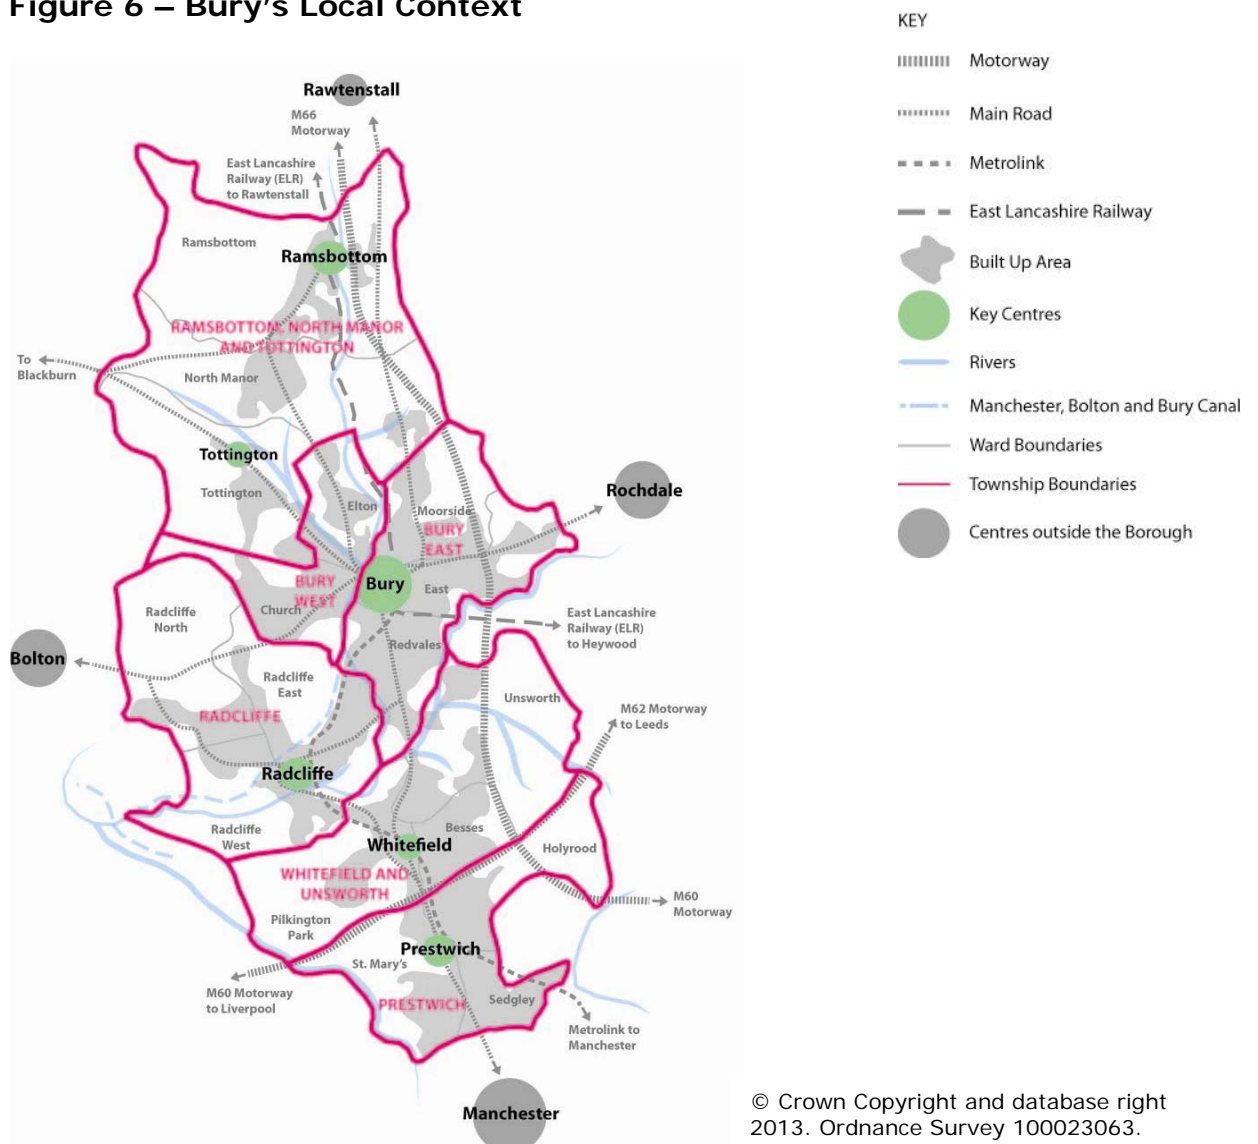 Figure 6 – Bury's Local Context
KEY
Motorway
Main Road
Metrolink
East Lancashire Railway
Built Up Area
Key Centres
Rivers
Manchester, Bolton and Bury Canal
Ward Boundaries
Township Boundaries
Centres outside the Borough
Rawtenstall
M66
Motorway
East Lancashire
Railway (ELR)
to Rawtenstall
Ramsbottom
Ramsbottom
RAMSBOTTOM, NORTH MANOR
AND TOTTINGTON
To
Blackburn
North Manor
Tottington
Tottington
Elton
Moorside
BURY
EAST
Rochdale
Bury
BURY
WEST
East
Church
Radcliffe
North
East Lancashire
Railway (ELR)
to Heywood
Redvales
Bolton
Radcliffe
East
Unsworth
RADCLIFFE
M62 Motorway
to Leeds
Radcliffe
Radcliffe
West
Besses
Whitefield
Holyrood
WHITEFIELD AND
UNSWORTH
Pilkington
Park
M60
Motorway
Prestwich
St. Mary's
M60 Motorway
to Liverpool
PRESTWICH
Sedgley
Metrolink to
Manchester
Manchester
© Crown Copyright and database right
2013. Ordnance Survey 100023063.